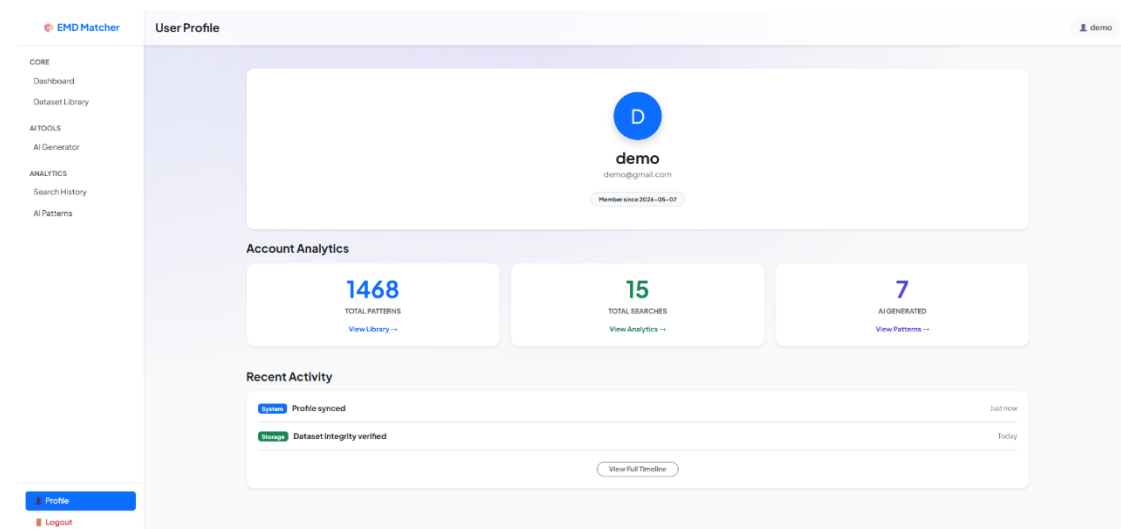 EMD Matcher
User Profile
demo
CORE
Dashboard
Dataset Library
AI TOOLS
AI Generator
ANALYTICS
Search History
AI Patterns
Profile
Logout
D
demo
demo@gmail.com
Member since 2026-05-07
Account Analytics
1468
TOTAL PATTERNS
View Library →
15
TOTAL SEARCHES
View Analytics →
7
AI GENERATED
View Patterns →
Recent Activity
System Profile synced Just now
Storage Dataset integrity verified Today
View Full Timeline